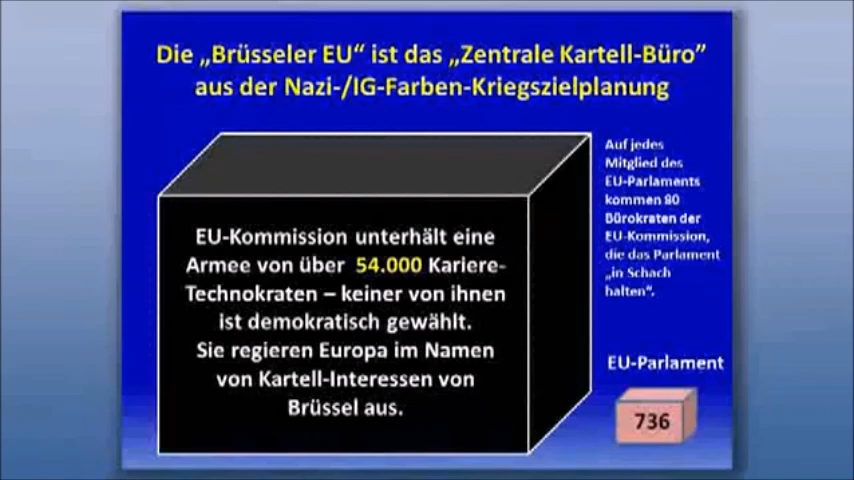 Die „Brüsseler EU“ ist das „Zentrale Kartell-Büro”
aus der Nazi-/IG-Farben-Kriegszielplanung
EU-Kommission unterhält eine
Armee von über 54.000 Kariere-
Technokraten – keiner von ihnen
ist demokratisch gewählt.
Sie regieren Europa im Namen
von Kartell-Interessen von
Brüssel aus.
Auf jedes
Mitglied des
EU-Parlaments
kommen 80
Bürokraten der
EU-Kommission,
die das Parlament
„in Schach
halten“.
EU-Parlament
736